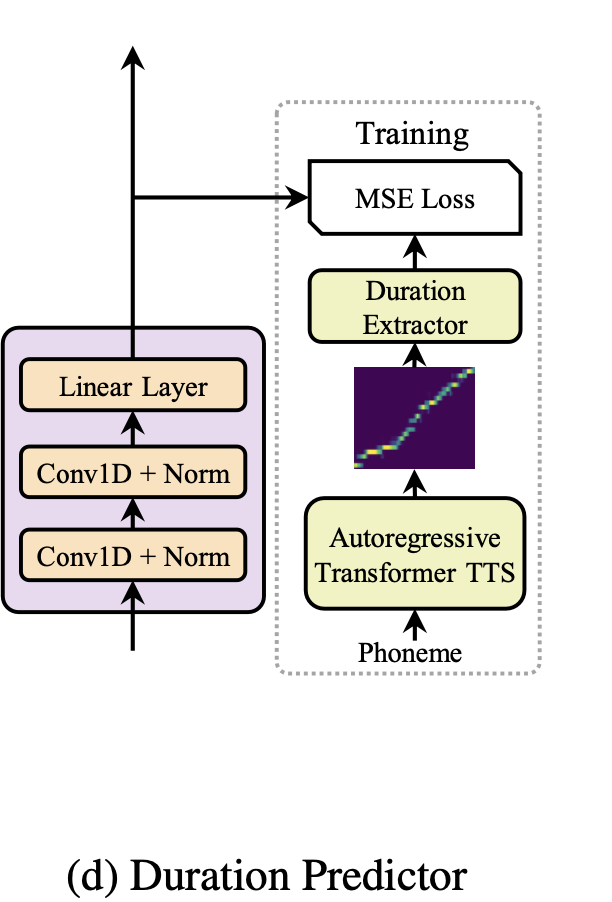 Training
MSE Loss
Duration
Extractor
Linear Layer
Conv1D + Norm
Conv1D + Norm
Autoregressive
Transformer TTS
Phoneme
(d) Duration Predictor